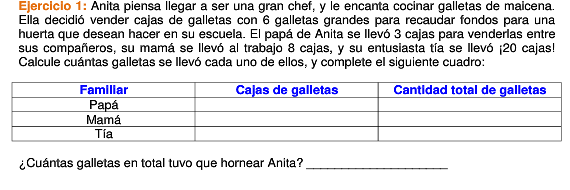 Ejercicio 1: Anita piensa llegar a ser una gran chef, y le encanta cocinar galletas de maicena.
Ella decidió vender cajas de galletas con 6 galletas grandes para recaudar fondos para una
huerta que desean hacer en su escuela. El papá de Anita se llevó 3 cajas para venderlas entre
sus compañeros, su mamá se llevó al trabajo 8 cajas, y su entusiasta tía se llevó ¡20 cajas!
Calcule cuántas galletas se llevó cada uno de ellos, y complete el siguiente cuadro:
Familiar Cajas de galletas Cantidad total de galletas
Papá
Mamá
Tía
¿Cuántas galletas en total tuvo que hornear Anita? ____________________